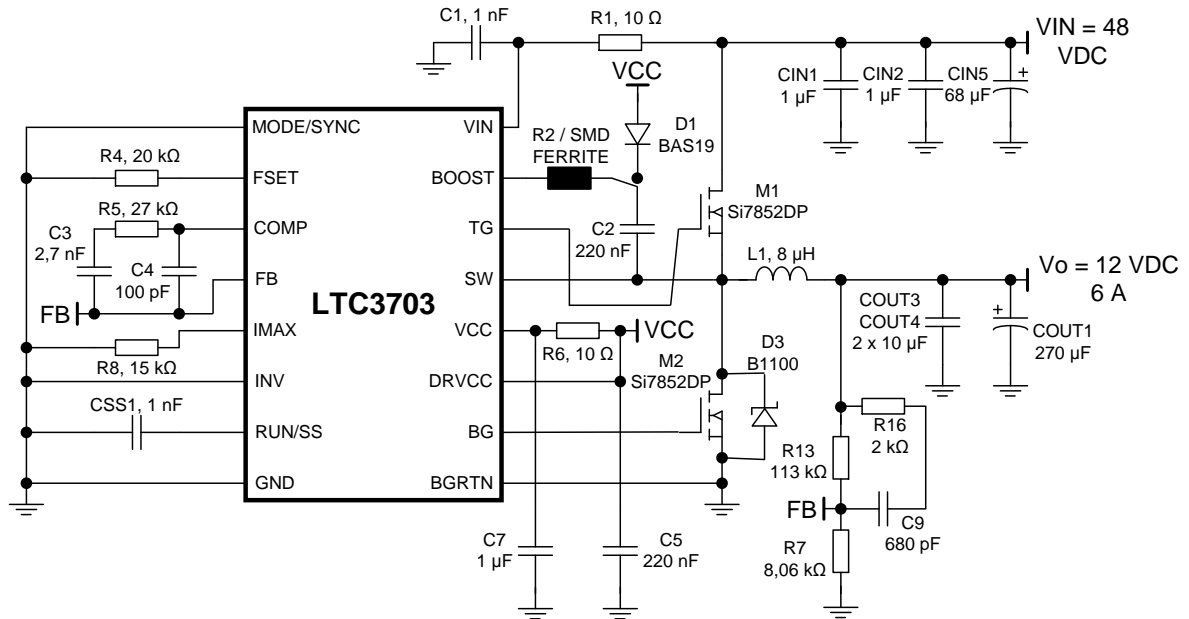 C1, 1 nF
R1, 10 Ω
VIN = 48
VDC
VCC
CIN1
1 µF
CIN2
1 µF
CIN5
68 µF
+
MODE/SYNC
VIN
R2 / SMD
FERRITE
D1
BAS19
R4, 20 kΩ
FSET
BOOST
M1
Si7852DP
R5, 27 kΩ
COMP
TG
C2
220 nF
C3
2,7 nF
C4
100 pF
L1, 8 µH
Vo = 12 VDC
6 A
FB
SW
FB
LTC3703
IMAX
VCC
VCC
R6, 10 Ω
COUT3
COUT4
2 x 10 µF
+
COUT1
270 µF
R8, 15 kΩ
M2
Si7852DP
D3
B1100
INV
DRVCC
CSS1, 1 nF
RUN/SS
BG
R16
2 kΩ
R13
113 kΩ
GND
BGRTN
FB
C9
680 pF
C7
1 µF
C5
220 nF
R7
8,06 kΩ